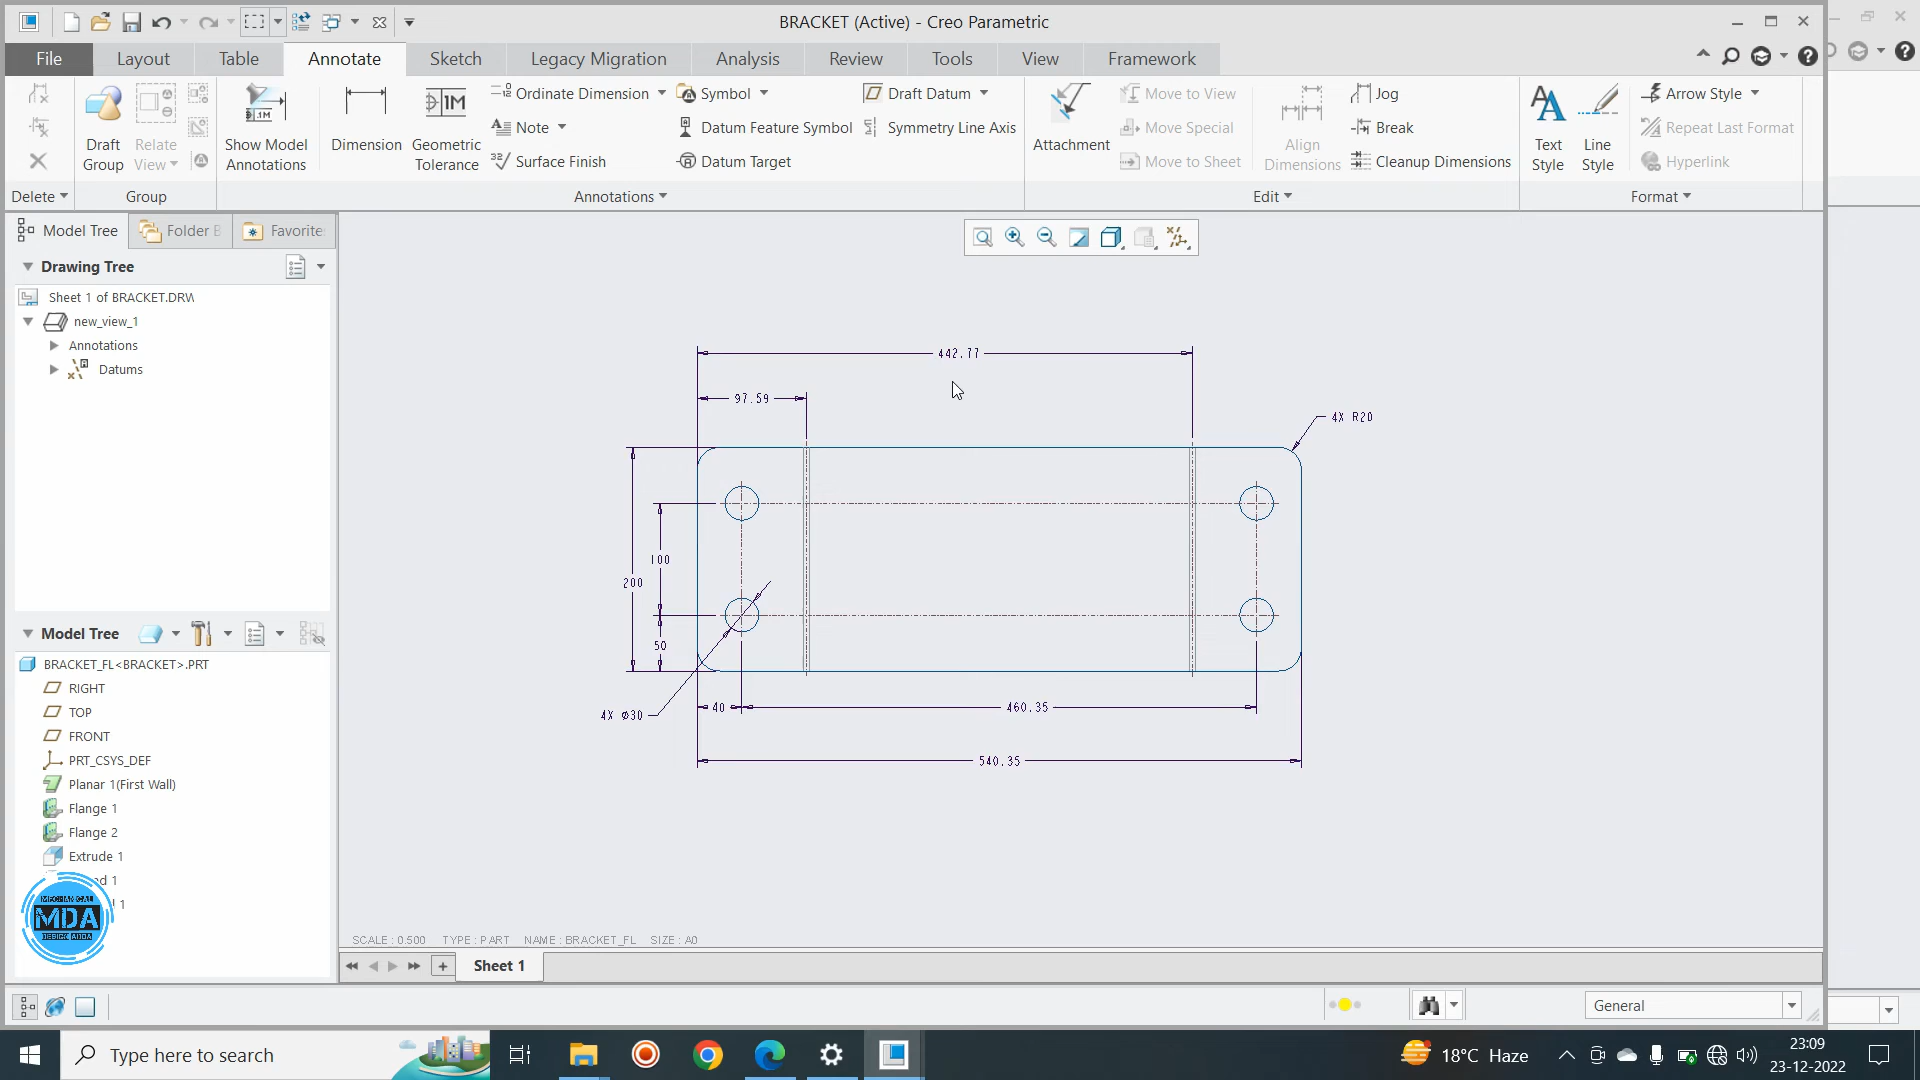 BRACKET (Active) - Creo Parametric
File Layout Table Annotate Sketch Legacy Migration Analysis Review Tools View Framework
Draft Group
Relate View
Show Model Annotations
Dimension
Geometric Tolerance
Ordinate Dimension
Note
Surface Finish
Symbol
Datum Feature Symbol
Datum Target
Draft Datum
Symmetry Line Axis
Attachment
Move to View
Move Special
Move to Sheet
Align Dimensions
Jog
Break
Cleanup Dimensions
Text Style
Line Style
Arrow Style
Repeat Last Format
Hyperlink
Delete Group Annotations Edit Format
Model Tree Folder B Favorite
Drawing Tree
Sheet 1 of BRACKET.DRW
new_view_1
Annotations
Datums
Model Tree
BRACKET_FL<BRACKET>.PRT
RIGHT
TOP
FRONT
PRT_CSYS_DEF
Planar 1(First Wall)
Flange 1
Flange 2
Extrude 1
d 1
1
MECHANICAL
MDA
DESIGN ADDA
442.77
97.59
4X R20
100
200
50
4X ⌀30
40
460.35
540.35
SCALE : 0.500 TYPE : PART NAME : BRACKET_FL SIZE : A0
Sheet 1
General
Type here to search
18°C Haze
23:09
23-12-2022